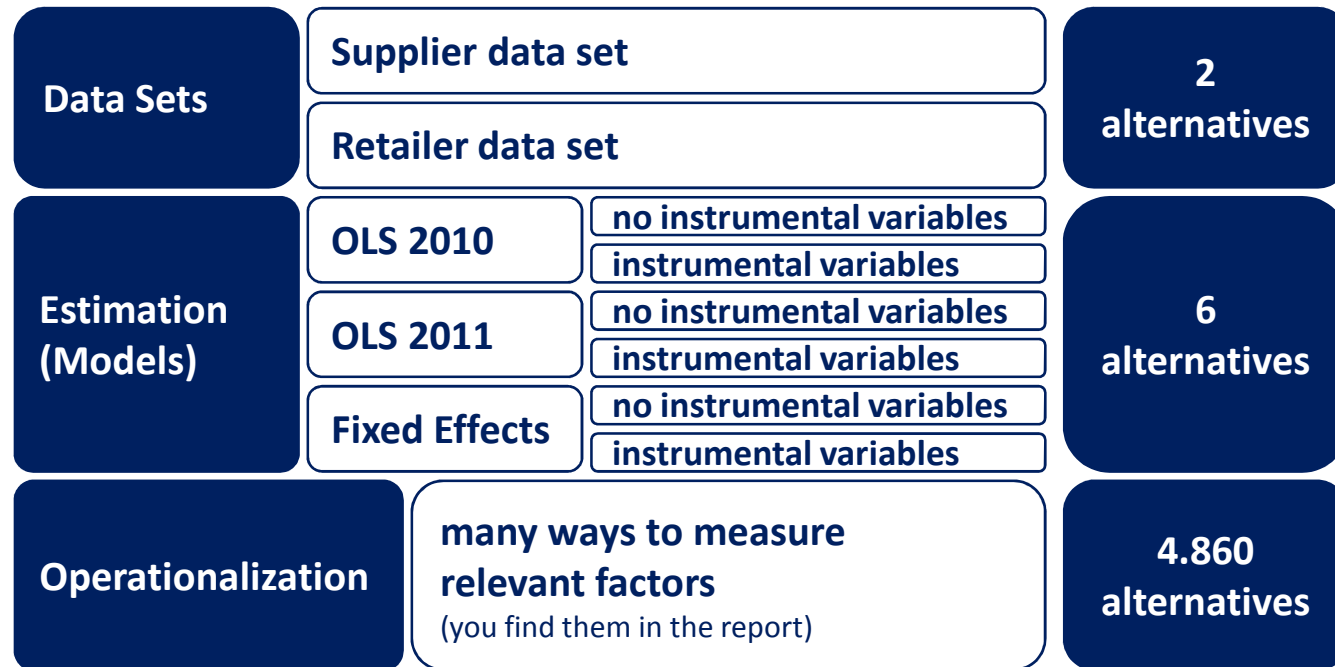 Data Sets
Supplier data set
Retailer data set
2
alternatives
Estimation
(Models)
OLS 2010
no instrumental variables
instrumental variables
OLS 2011
no instrumental variables
instrumental variables
Fixed Effects
no instrumental variables
instrumental variables
6
alternatives
Operationalization
many ways to measure
relevant factors
(you find them in the report)
4.860
alternatives